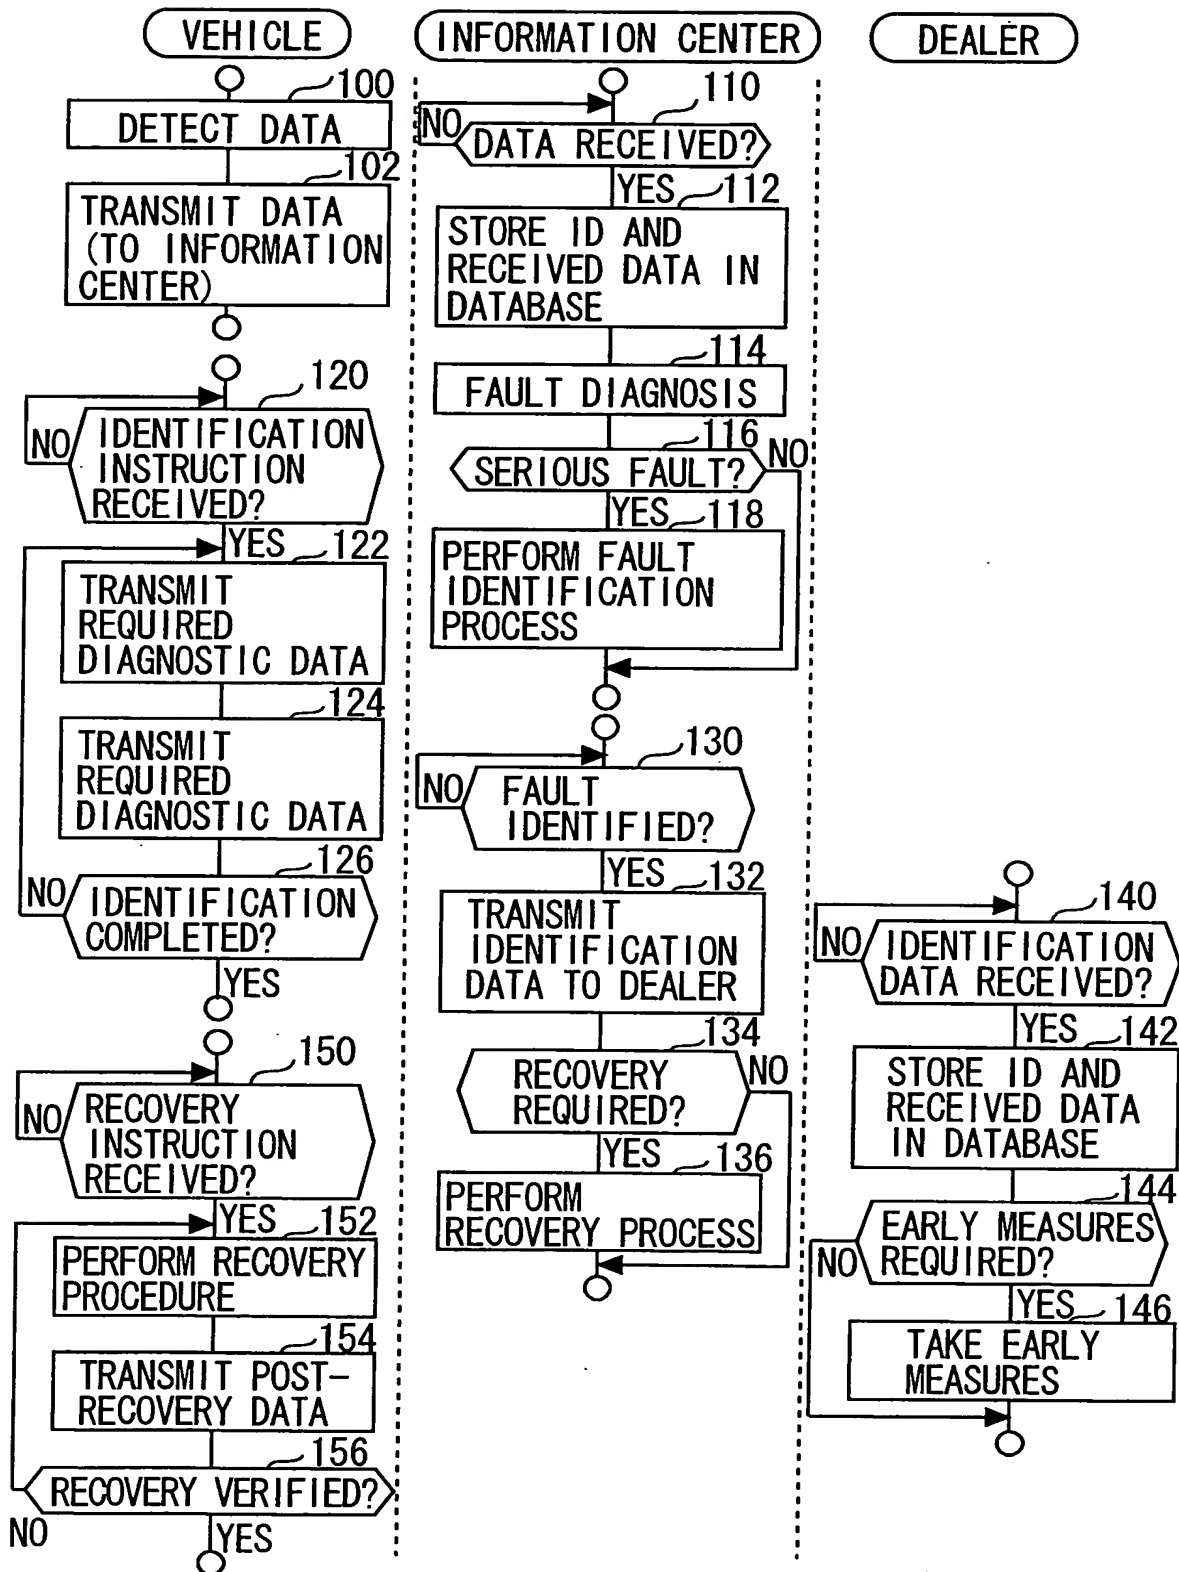 VEHICLE
100
DETECT DATA
102
TRANSMIT DATA
(TO INFORMATION
CENTER)
120
NO
IDENTIFICATION
INSTRUCTION
RECEIVED?
YES
122
TRANSMIT
REQUIRED
DIAGNOSTIC DATA
124
TRANSMIT
REQUIRED
DIAGNOSTIC DATA
126
NO
IDENTIFICATION
COMPLETED?
YES
150
NO
RECOVERY
INSTRUCTION
RECEIVED?
YES
152
PERFORM RECOVERY
PROCEDURE
154
TRANSMIT POST-
RECOVERY DATA
156
RECOVERY VERIFIED?
NO
YES
INFORMATION CENTER
110
NO
DATA RECEIVED?
YES
112
STORE ID AND
RECEIVED DATA IN
DATABASE
114
FAULT DIAGNOSIS
116
NO
SERIOUS FAULT?
YES
118
PERFORM FAULT
IDENTIFICATION
PROCESS
130
NO
FAULT
IDENTIFIED?
YES
132
TRANSMIT
IDENTIFICATION
DATA TO DEALER
134
NO
RECOVERY
REQUIRED?
YES
136
PERFORM
RECOVERY PROCESS
DEALER
140
NO
IDENTIFICATION
DATA RECEIVED?
YES
142
STORE ID AND
RECEIVED DATA
IN DATABASE
144
EARLY MEASURES
REQUIRED?
NO
YES
146
TAKE EARLY
MEASURES